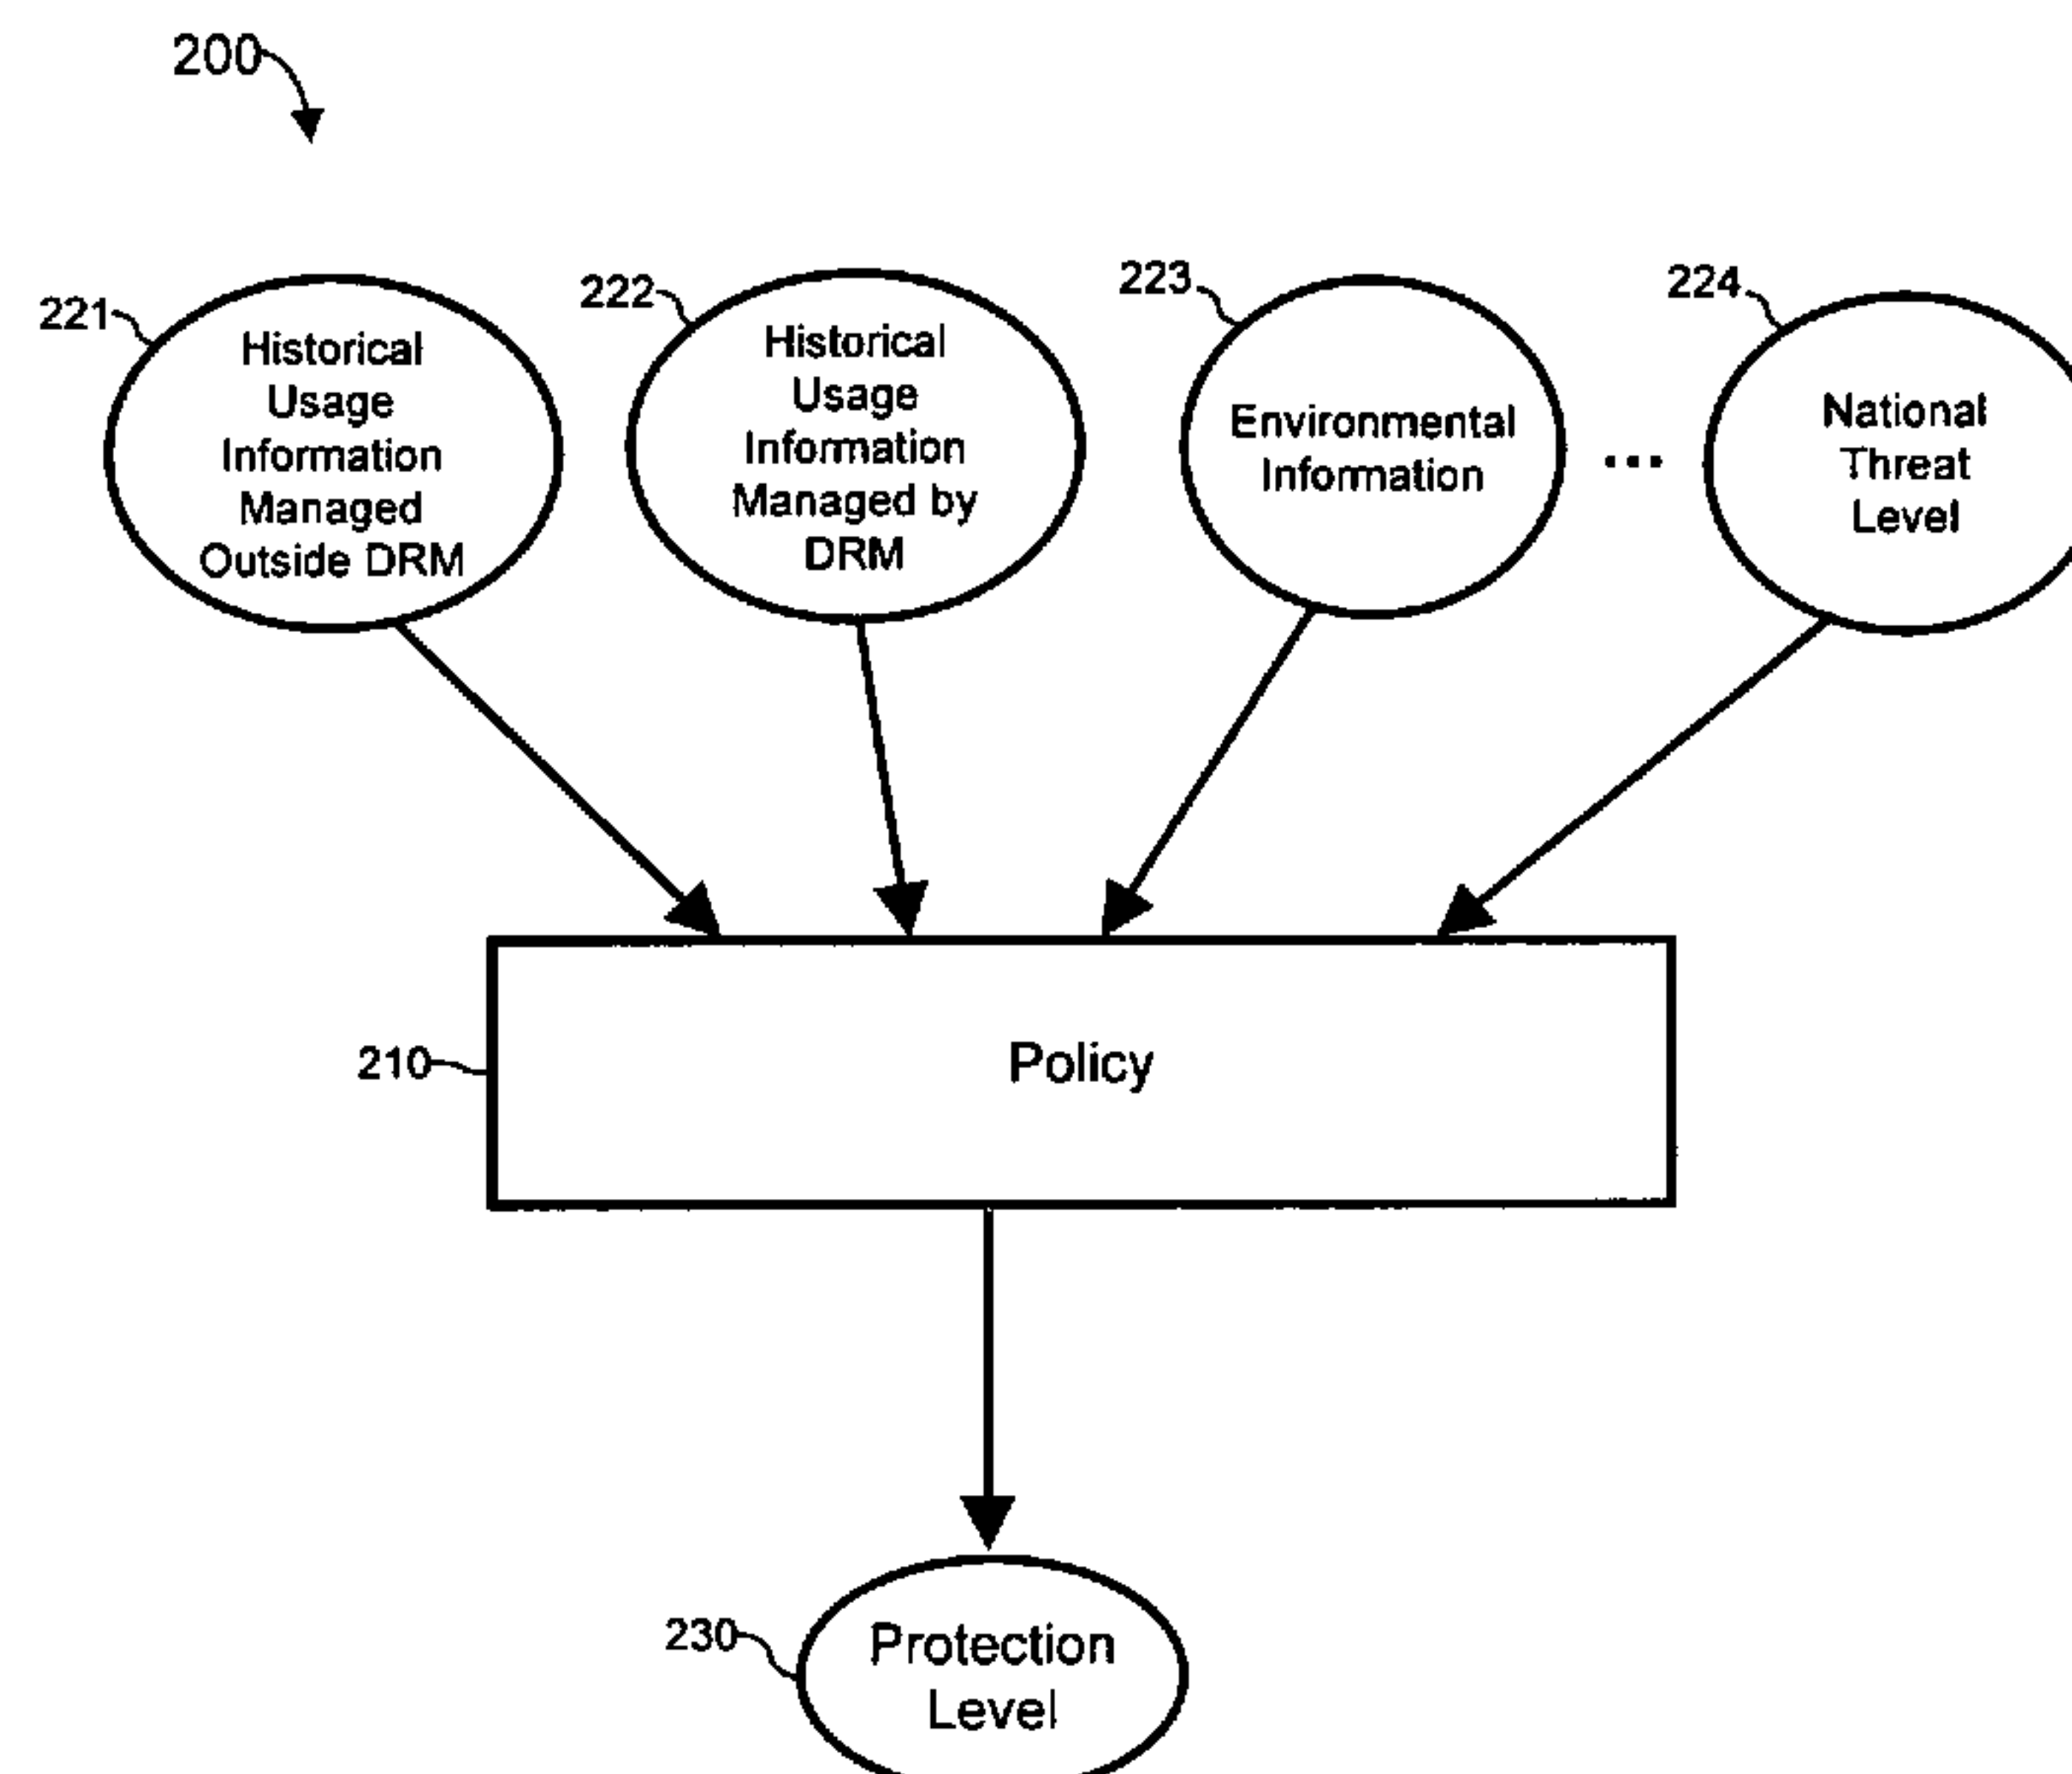 200
221
Historical
Usage
Information
Managed
Outside DRM
222
Historical
Usage
Information
Managed by
DRM
223
Environmental
Information
...
224
National
Threat
Level
210
Policy
230
Protection
Level